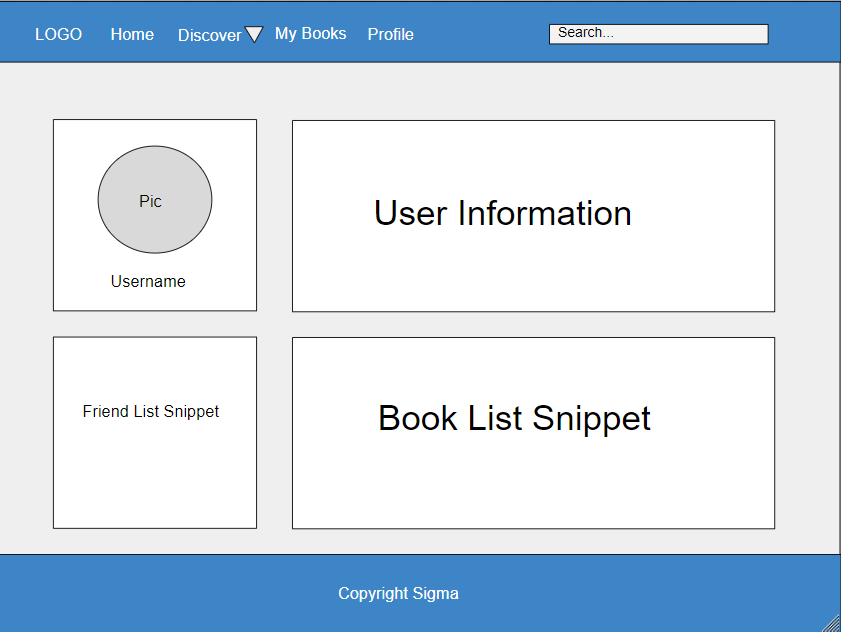 LOGO Home Discover My Books Profile Search...
Pic
Username
User Information
Friend List Snippet
Book List Snippet
Copyright Sigma